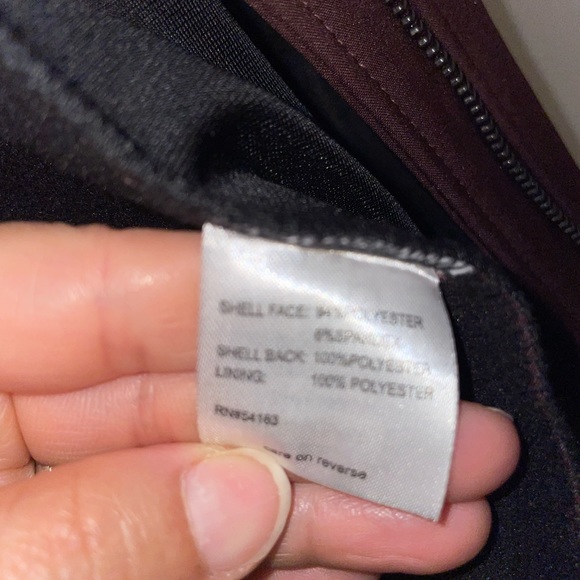 SHELL FACE: 94%POLYESTER
6%SPANDEX
SHELL BACK: 100%POLYESTER
LINING: 100% POLYESTER
RN#54163
on reverse